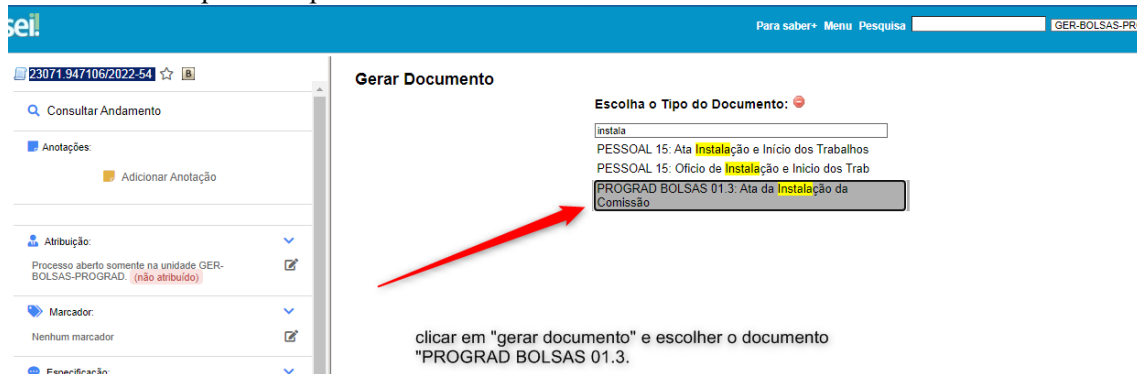 sei!
Para saber+ Menu Pesquisa
GER-BOLSAS-PR
23071.947106/2022-54
B
Gerar Documento
Consultar Andamento
Escolha o Tipo do Documento:
instala
Anotações:
PESSOAL 15: Ata Instalação e Início dos Trabalhos
PESSOAL 15: Oficio de Instalação e Inicio dos Trab
Adicionar Anotação
PROGRAD BOLSAS 01.3: Ata da Instalação da
Comissão
Atribuição:
Processo aberto somente na unidade GER-
BOLSAS-PROGRAD. (não atribuído)
Marcador:
Nenhum marcador
clicar em "gerar documento" e escolher o documento
"PROGRAD BOLSAS 01.3.
Especificação: